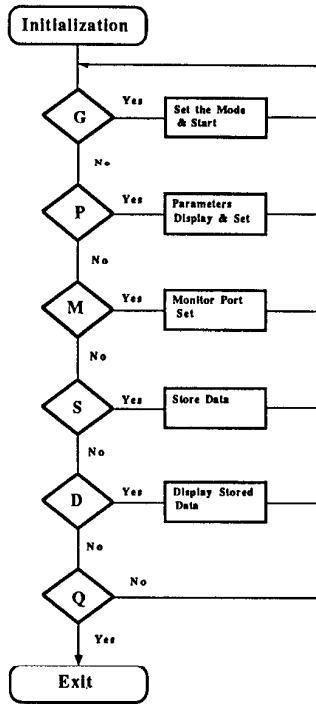 Initialization
G
Yes
Set the Mode
& Start
No
P
Yes
Parameters
Display & Set
No
M
Yes
Monitor Port
Set
No
S
Yes
Store Data
No
D
Yes
Display Stored
Data
No
Q
No
Yes
Exit